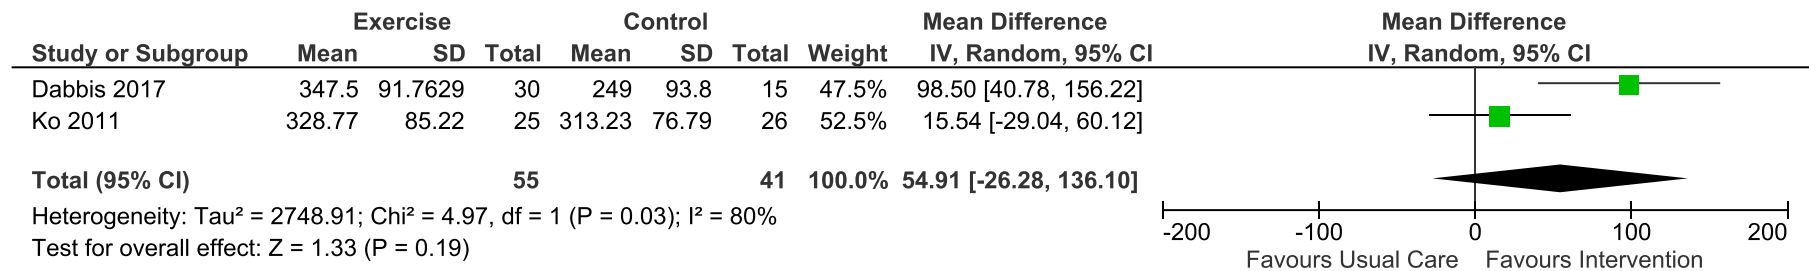 Exercise Control Mean Difference Mean Difference
Study or Subgroup Mean SD Total Mean SD Total Weight IV, Random, 95% CI IV, Random, 95% CI
Dabbis 2017 347.5 91.7629 30 249 93.8 15 47.5% 98.50 [40.78, 156.22]
Ko 2011 328.77 85.22 25 313.23 76.79 26 52.5% 15.54 [-29.04, 60.12]
Total (95% CI) 55 41 100.0% 54.91 [-26.28, 136.10]
Heterogeneity: Tau² = 2748.91; Chi² = 4.97, df = 1 (P = 0.03); I² = 80%
Test for overall effect: Z = 1.33 (P = 0.19)
-200 -100 0 100 200
Favours Usual Care Favours Intervention